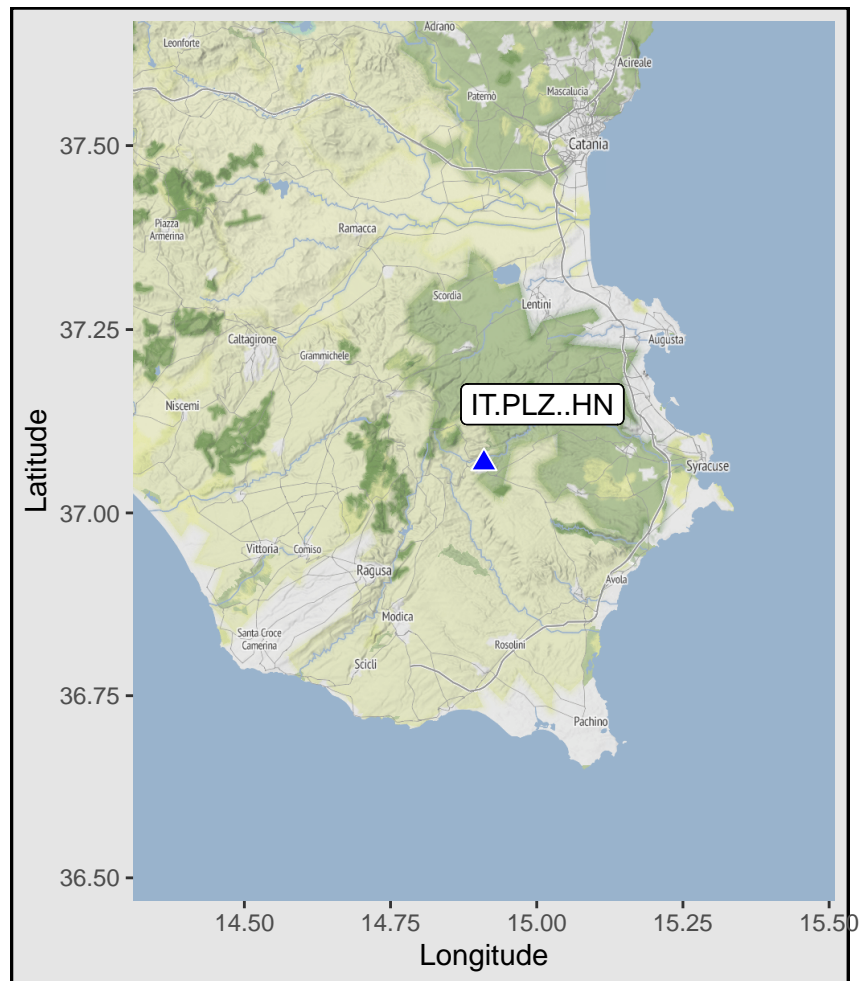 Adrano
Leonforte
Acireale
Mascalucia
Paternò
37.50
Catania
Piazza
Armerina
Ramacca
Scordia
Lentini
37.25
Augusta
Caltagirone
Grammichele
Niscemi
IT.PLZ..HN
Syracuse
Latitude
37.00
Vittoria
Comiso
Ragusa
Avola
Modica
Santa Croce
Camerina
Rosolini
Scicli
36.75
Pachino
36.50
14.50
14.75
15.00
15.25
15.50
Longitude